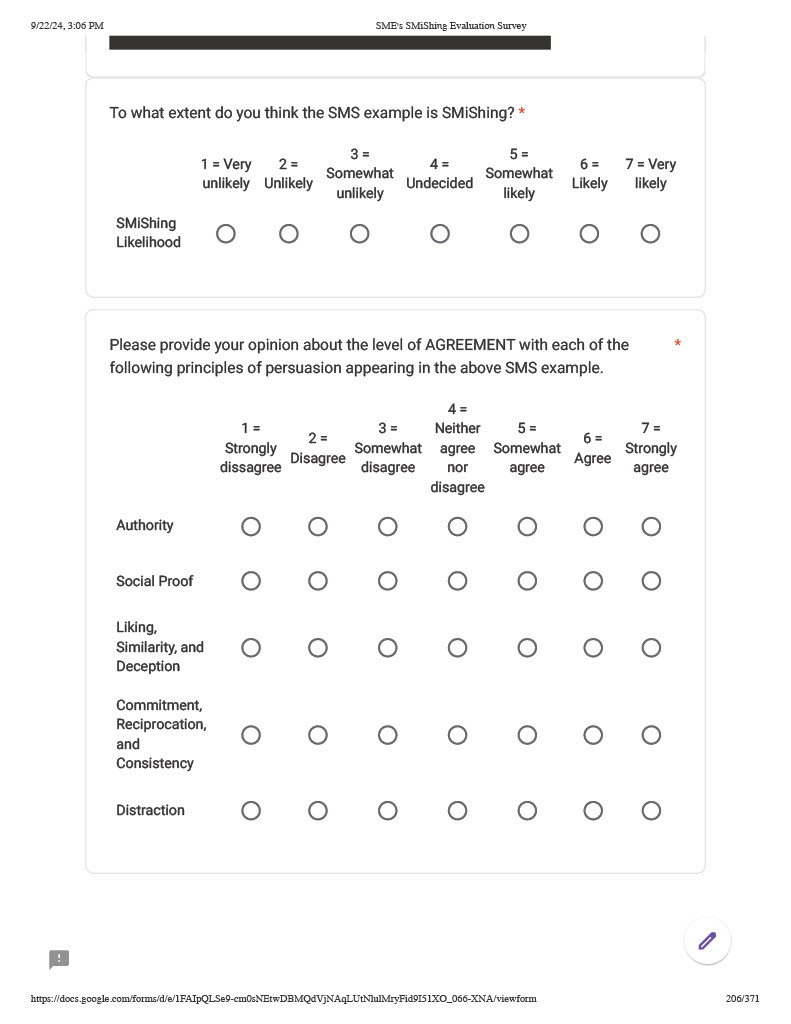 9/22/24, 3:06 PM SME's SMiShing Evaluation Survey
To what extent do you think the SMS example is SMiShing? *
1 = Very unlikely
2 = Unlikely
3 = Somewhat unlikely
4 = Undecided
5 = Somewhat likely
6 = Likely
7 = Very likely
SMiShing Likelihood
Please provide your opinion about the level of AGREEMENT with each of the *
following principles of persuasion appearing in the above SMS example.
1 = Strongly dissagree
2 = Disagree
3 = Somewhat disagree
4 = Neither agree nor disagree
5 = Somewhat agree
6 = Agree
7 = Strongly agree
Authority
Social Proof
Liking,
Similarity, and
Deception
Commitment,
Reciprocation,
and
Consistency
Distraction
https://docs.google.com/forms/d/e/1FAIpQLSe9-cm0sNEtwDBMQdVjNAqLUtNlulMryFid9I51XO_066-XNA/viewform 206/371